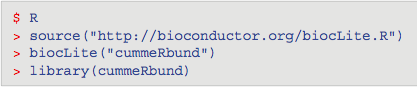 $ R
> source("http://bioconductor.org/biocLite.R")
> biocLite("cummeRbund")
> library(cummeRbund)